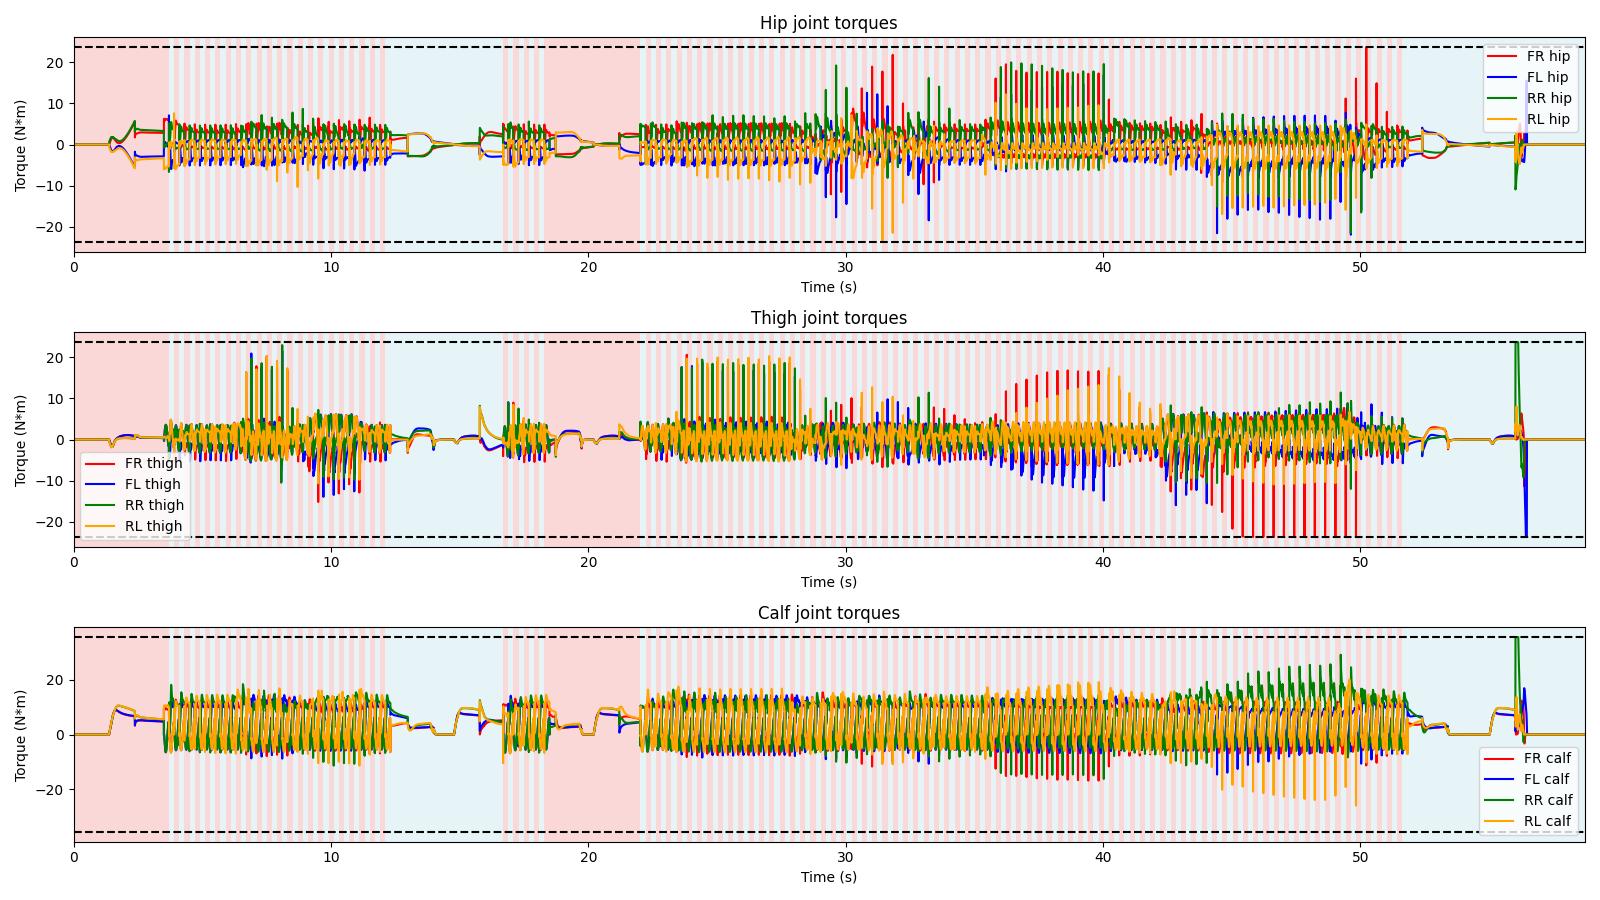 Hip joint torques
Torque (N*m)
20
10
0
−10
−20
FR hip
FL hip
RR hip
RL hip
0 10 20 30 40 50
Time (s)
Thigh joint torques
Torque (N*m)
20
10
0
−10
−20
FR thigh
FL thigh
RR thigh
RL thigh
0 10 20 30 40 50
Time (s)
Calf joint torques
Torque (N*m)
20
0
−20
FR calf
FL calf
RR calf
RL calf
0 10 20 30 40 50
Time (s)